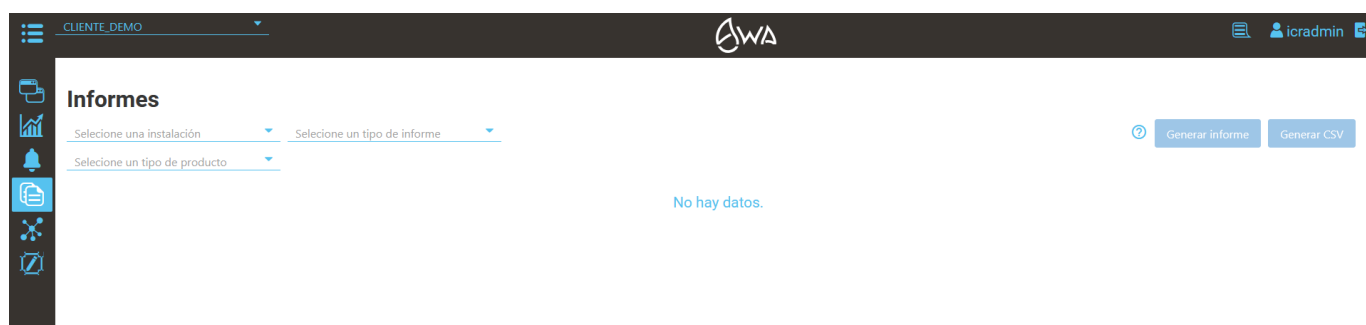 CLIENTE_DEMO
AWA
icradmin
Informes
Selecione una instalación
Selecione un tipo de informe
Generar informe
Generar CSV
Selecione un tipo de producto
No hay datos.